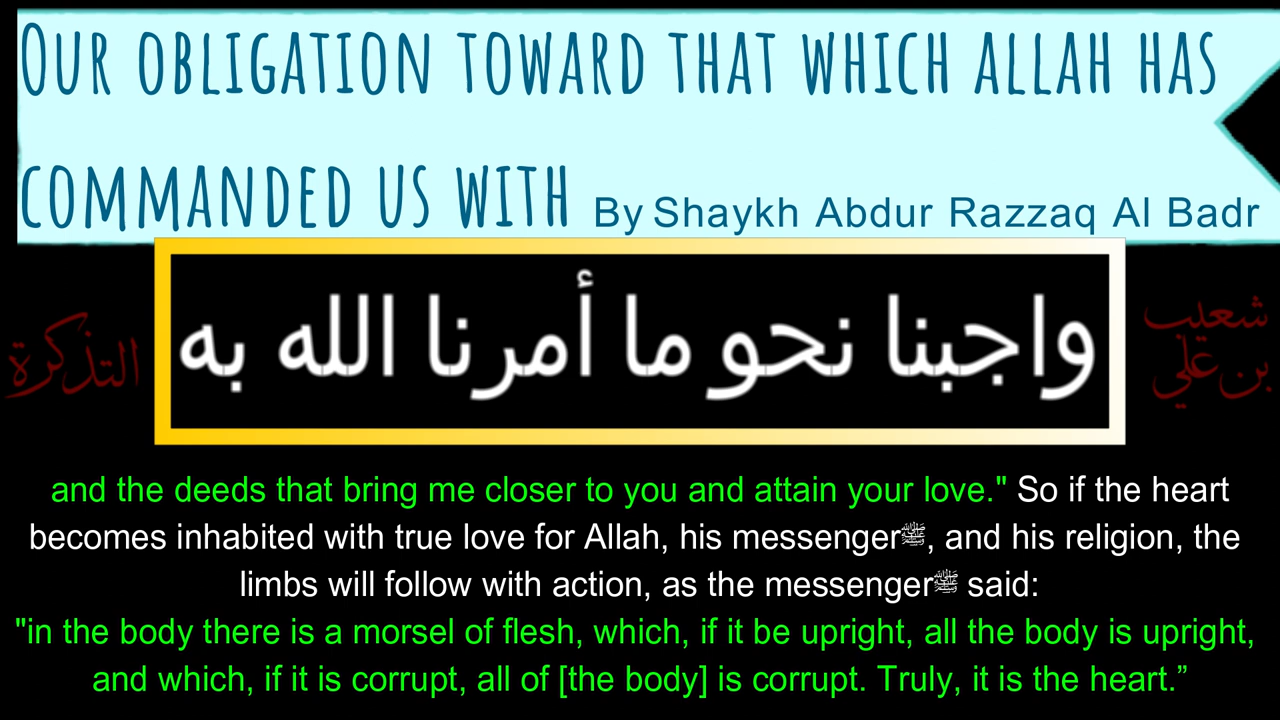 Our obligation toward that which Allah has
commanded us with By Shaykh Abdur Razzaq Al Badr
واجبنا نحو ما أمرنا الله به
شعيب
بن علي
التذكرة
and the deeds that bring me closer to you and attain your love." So if the heart
becomes inhabited with true love for Allah, his messengerﷺ, and his religion, the
limbs will follow with action, as the messengerﷺ said:
"in the body there is a morsel of flesh, which, if it be upright, all the body is upright,
and which, if it is corrupt, all of [the body] is corrupt. Truly, it is the heart.”